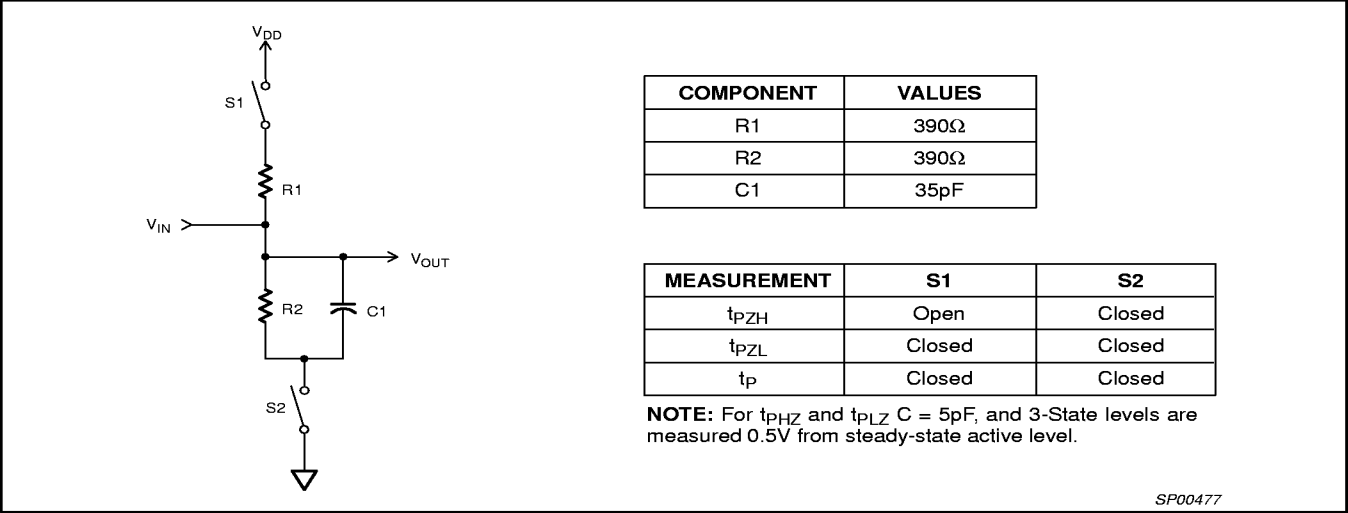 VDD
S1
R1
VIN
VOUT
R2
C1
S2
COMPONENT VALUES
R1 390Ω
R2 390Ω
C1 35pF
MEASUREMENT S1 S2
tPZH Open Closed
tPZL Closed Closed
tP Closed Closed
NOTE: For tPHZ and tPLZ C = 5pF, and 3-State levels are
measured 0.5V from steady-state active level.
SP00477